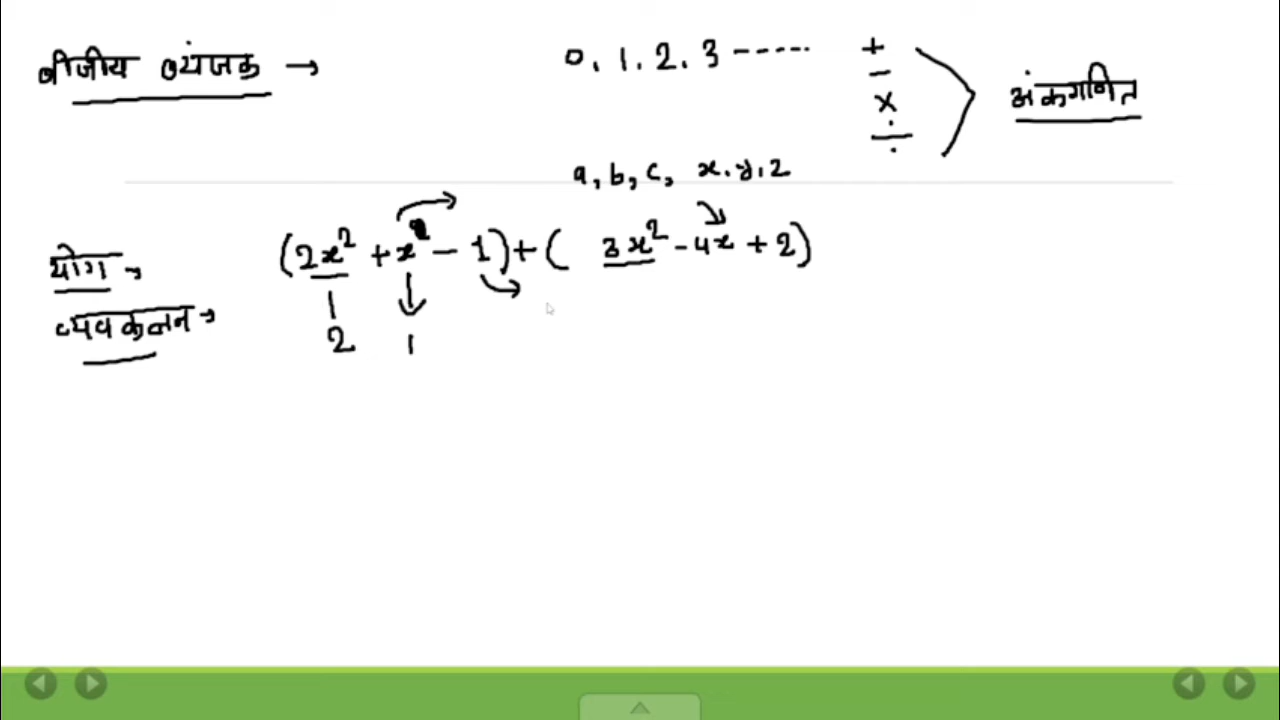 बीजीय व्यंजक → 0, 1, 2, 3 ----- + - × ÷ अंकगणित
a, b, c, x, y, z
योग → (2x² + x - 1) + ( 3x² - 4x + 2)
व्यवकलन →
2 1